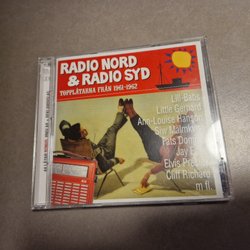 RADIO NORD
& RADIO SYD
TOPPLÅTARNA FRÅN 1961-1962
Lill-Babs
Little Gerhard
Ann-Louise Hanson
Siw Malmkvist
Fats Domino
Jay
Elvis Presley
Cliff Richard
m fl.